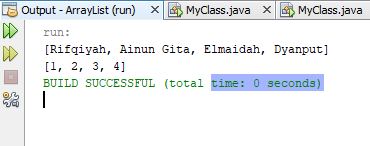 Output - ArrayList (run) MyClass.java MyClass.java
run:
[Rifqiyah, Ainun Gita, Elmaidah, Dyanput]
[1, 2, 3, 4]
BUILD SUCCESSFUL (total time: 0 seconds)